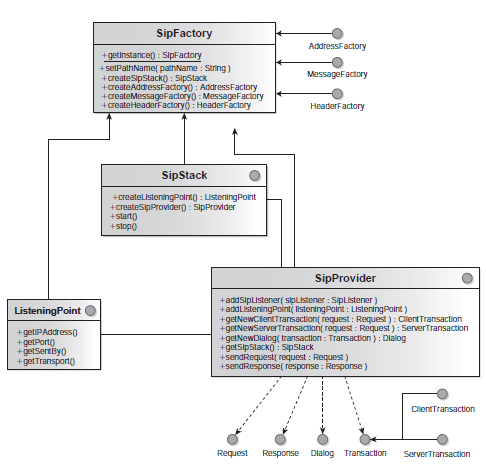 SipFactory
+getInstance() : SipFactory
+setPathName( pathName : String )
+createSipStack() : SipStack
+createAddressFactory() : AddressFactory
+createMessageFactory() : MessageFactory
+createHeaderFactory() : HeaderFactory
AddressFactory
MessageFactory
HeaderFactory
SipStack
+createListeningPoint() : ListeningPoint
+createSipProvider() : SipProvider
+start()
+stop()
SipProvider
+addSipListener( sipListener : SipListener )
+addListeningPoint( listeningPoint : ListeningPoint )
+getNewClientTransaction( request : Request ) : ClientTransaction
+getNewServerTransaction( request : Request ) : ServerTransaction
+getNewDialog( transaction : Transaction ) : Dialog
+getSipStack() : SipStack
+sendRequest( request : Request )
+sendResponse( response : Response )
ListeningPoint
+getIPAddress()
+getPort()
+getSentBy()
+getTransport()
ClientTransaction
Request
Response
Dialog
Transaction
ServerTransaction